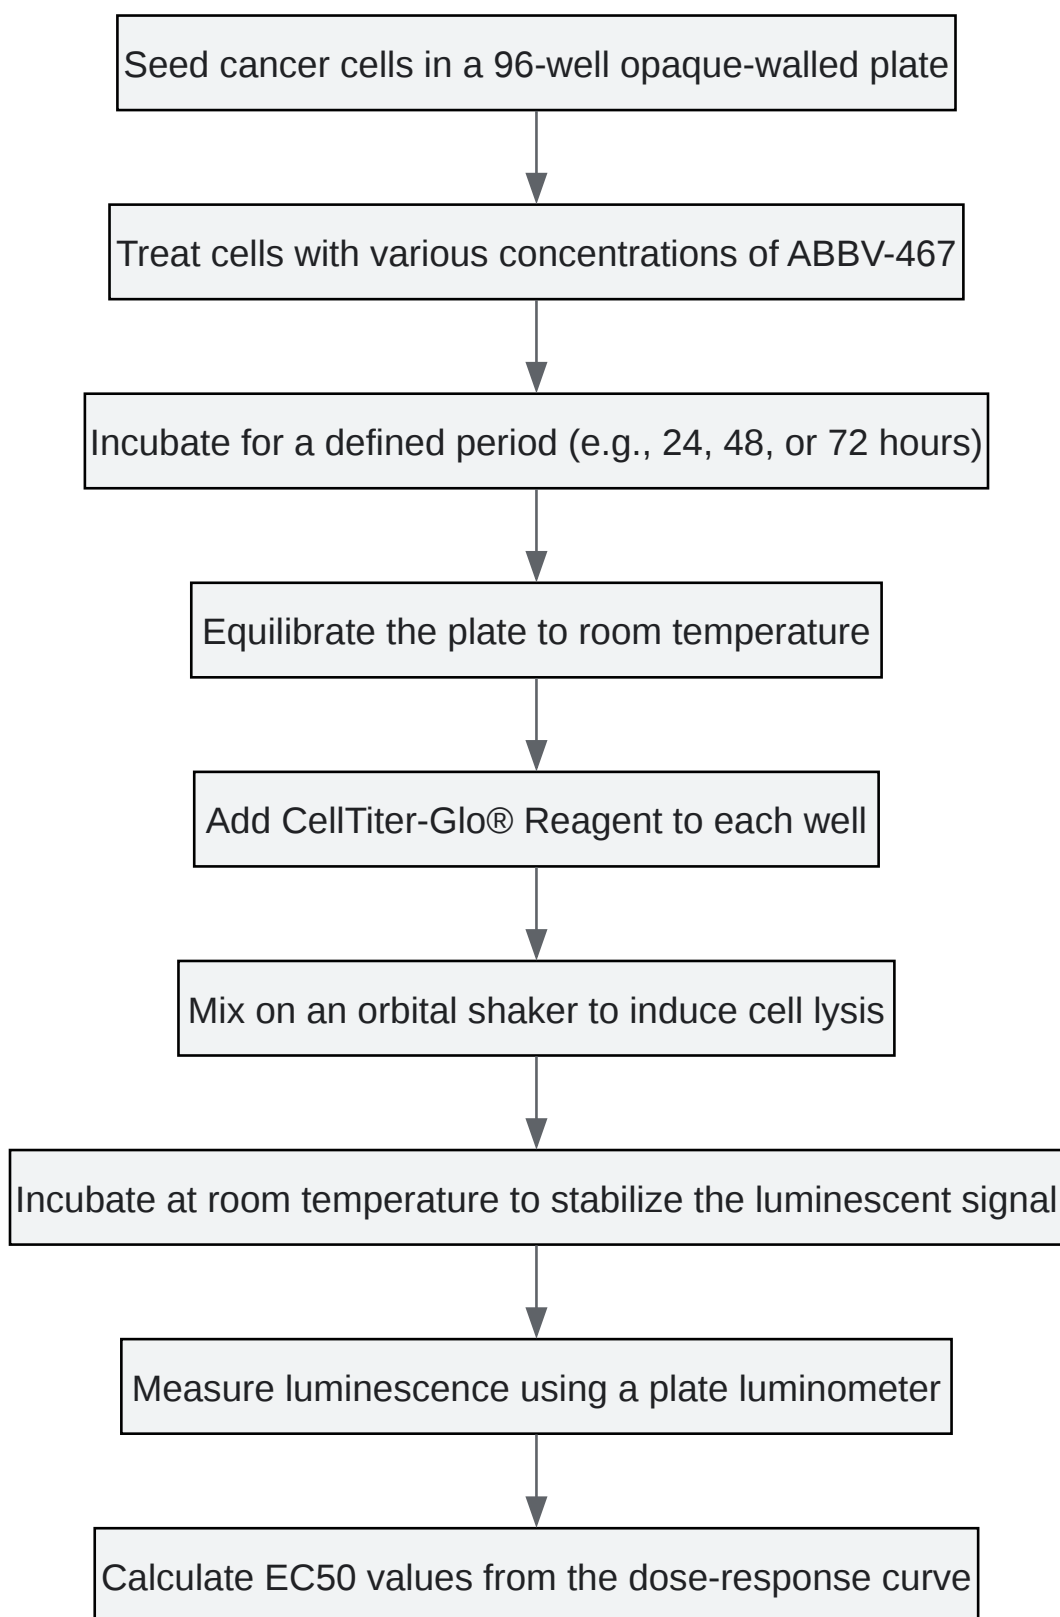 Seed cancer cells in a 96-well opaque-walled plate
Treat cells with various concentrations of ABBV-467
Incubate for a defined period (e.g., 24, 48, or 72 hours)
Equilibrate the plate to room temperature
Add CellTiter-Glo® Reagent to each well
Mix on an orbital shaker to induce cell lysis
Incubate at room temperature to stabilize the luminescent signal
Measure luminescence using a plate luminometer
Calculate EC50 values from the dose-response curve